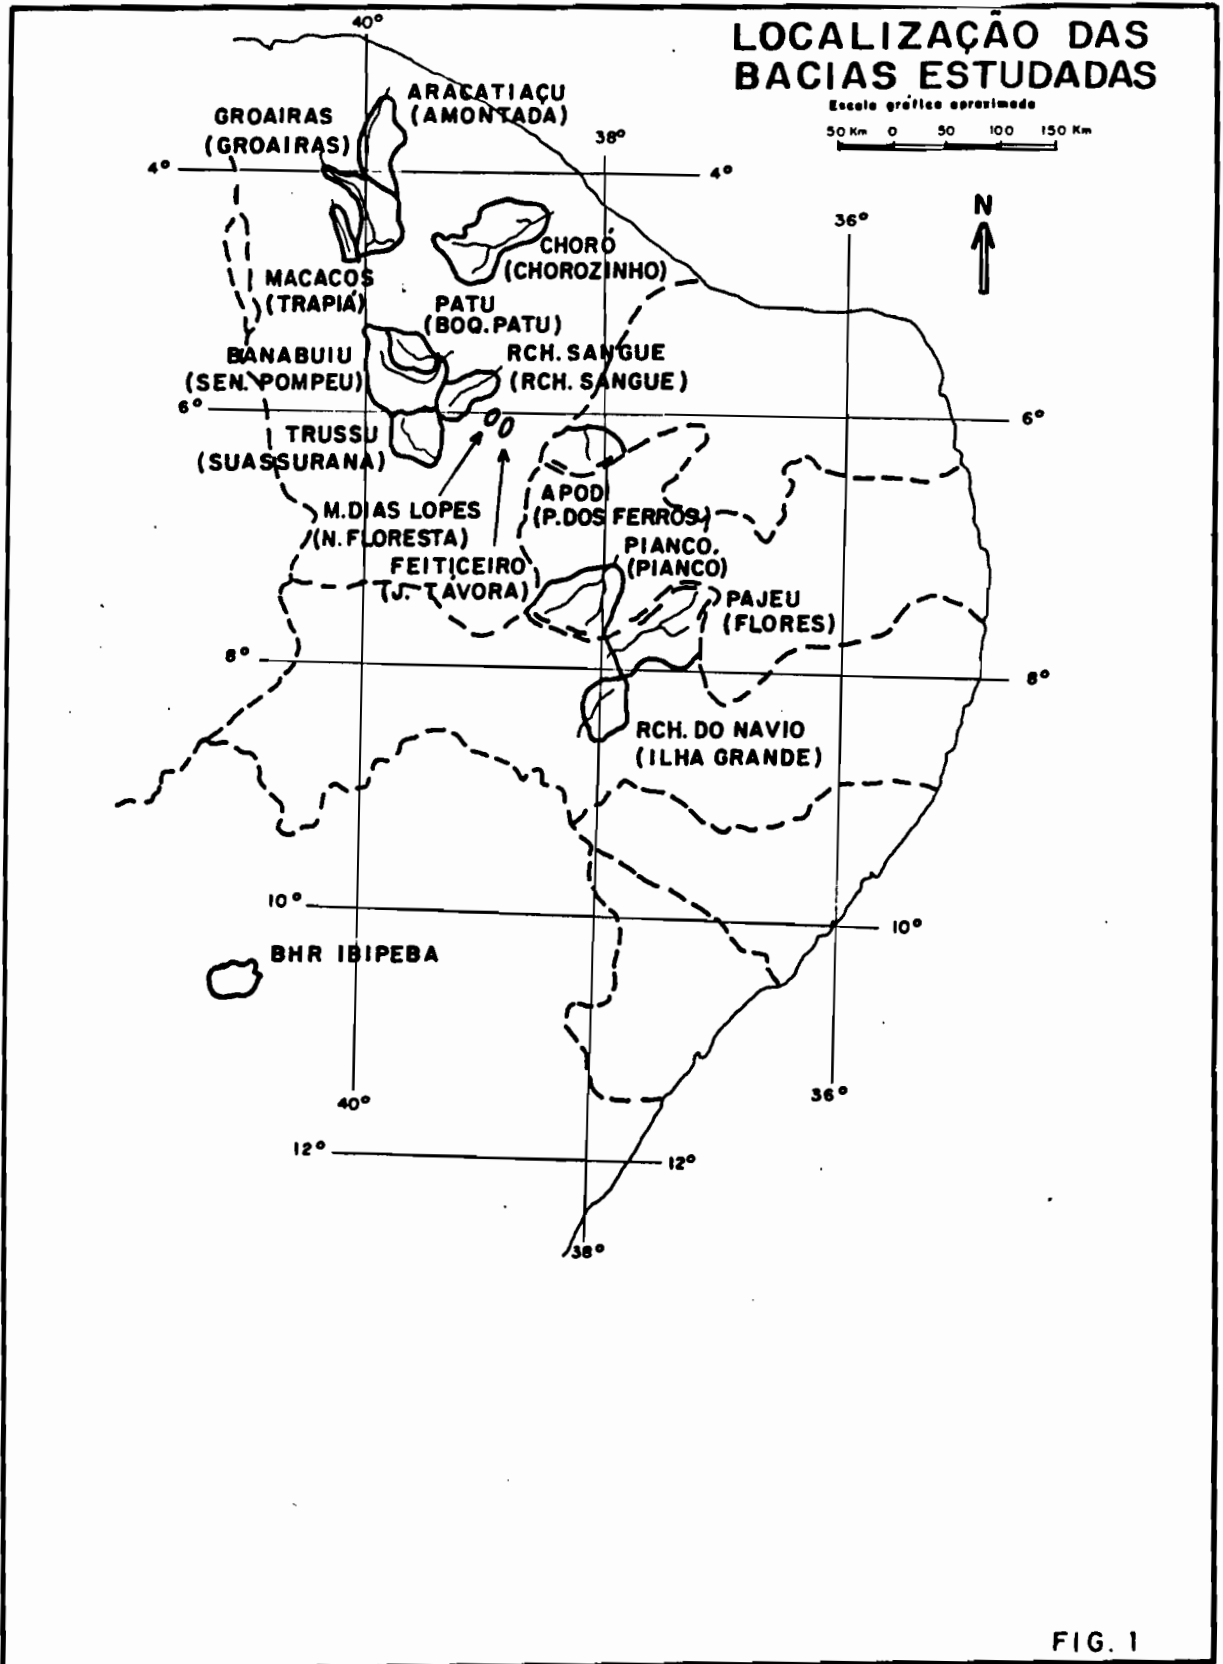 LOCALIZAÇÃO DAS
BACIAS ESTUDADAS
Escala gráfica aproximada
50 Km 0 50 100 150 Km
N
40°
38°
36°
4°
4°
ARACATIAÇU
(AMONTADA)
GROAIRAS
(GROAIRAS)
CHORÓ
(CHOROZINHO)
MACACOS
(TRAPIÁ)
PATU
(BOQ. PATU)
BANABUIU
(SEN. POMPEU)
RCH. SANGUE
(RCH. SANGUE)
6°
6°
TRUSSU
(SUASSURANA)
M. DIAS LOPES
(N. FLORESTA)
APODI
(P. DOS FERROS)
FEITICEIRO
(J. TÁVORA)
PIANCO.
(PIANCO)
PAJEU
(FLORES)
8°
8°
RCH. DO NAVIO
(ILHA GRANDE)
10°
10°
BHR IBIPEBA
40°
36°
12°
12°
38°
FIG. 1